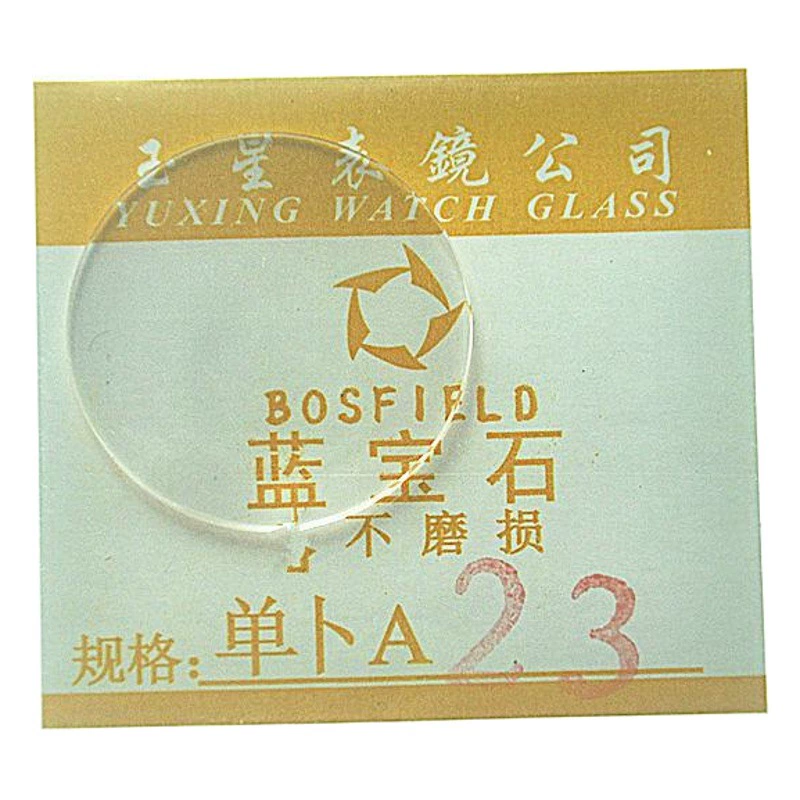 玉星表鏡公司
YUXING WATCH GLASS
BOSFIELD
蓝宝石
不磨损
规格:单卜A 23